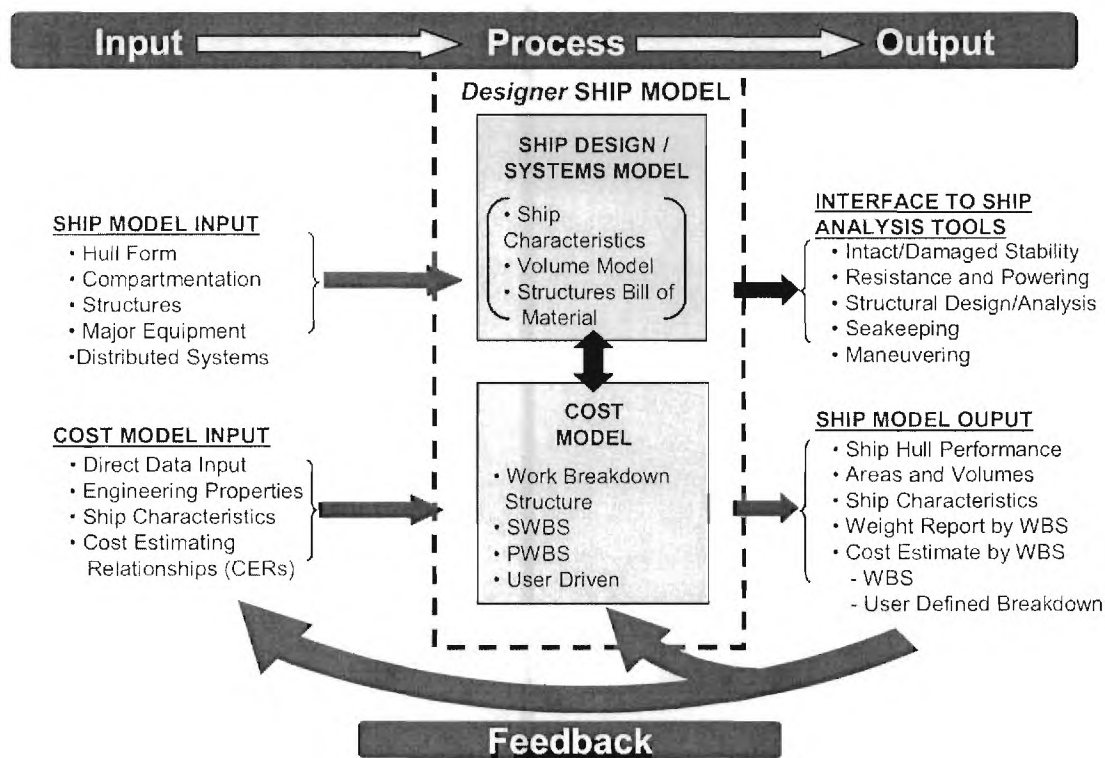 Input
Process
Output
Designer SHIP MODEL
SHIP DESIGN /
SYSTEMS MODEL
• Ship
Characteristics
• Volume Model
• Structures Bill of
Material
SHIP MODEL INPUT
• Hull Form
• Compartmentation
• Structures
• Major Equipment
•Distributed Systems
INTERFACE TO SHIP
ANALYSIS TOOLS
• Intact/Damaged Stability
• Resistance and Powering
• Structural Design/Analysis
• Seakeeping
• Maneuvering
COST MODEL INPUT
• Direct Data Input
• Engineering Properties
• Ship Characteristics
• Cost Estimating
Relationships (CERs)
COST
MODEL
• Work Breakdown
Structure
• SWBS
• PWBS
• User Driven
SHIP MODEL OUPUT
• Ship Hull Performance
• Areas and Volumes
• Ship Characteristics
• Weight Report by WBS
• Cost Estimate by WBS
- WBS
- User Defined Breakdown
Feedback